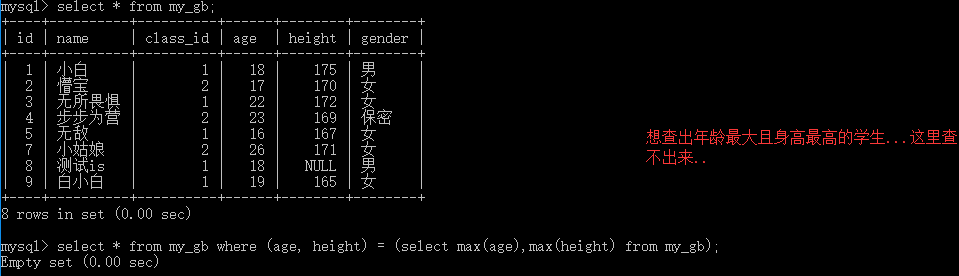 mysql> select * from my_gb;
+----+----------+----------+------+--------+--------+
| id | name | class_id | age | height | gender |
+----+----------+----------+------+--------+--------+
| 1 | 小白 | 1 | 18 | 175 | 男 |
| 2 | 懵宝 | 2 | 17 | 170 | 女 |
| 3 | 无所畏惧 | 1 | 22 | 172 | 女 |
| 4 | 步步为营 | 2 | 23 | 169 | 保密 |
| 5 | 无敌 | 1 | 16 | 167 | 女 |
| 7 | 小姑娘 | 2 | 26 | 171 | 女 |
| 8 | 测试is | 1 | 18 | NULL | 男 |
| 9 | 白小白 | 1 | 19 | 165 | 女 |
+----+----------+----------+------+--------+--------+
8 rows in set (0.00 sec)
想查出年龄最大且身高最高的学生...这里查
不出来..
mysql> select * from my_gb where (age, height) = (select max(age),max(height) from my_gb);
Empty set (0.00 sec)